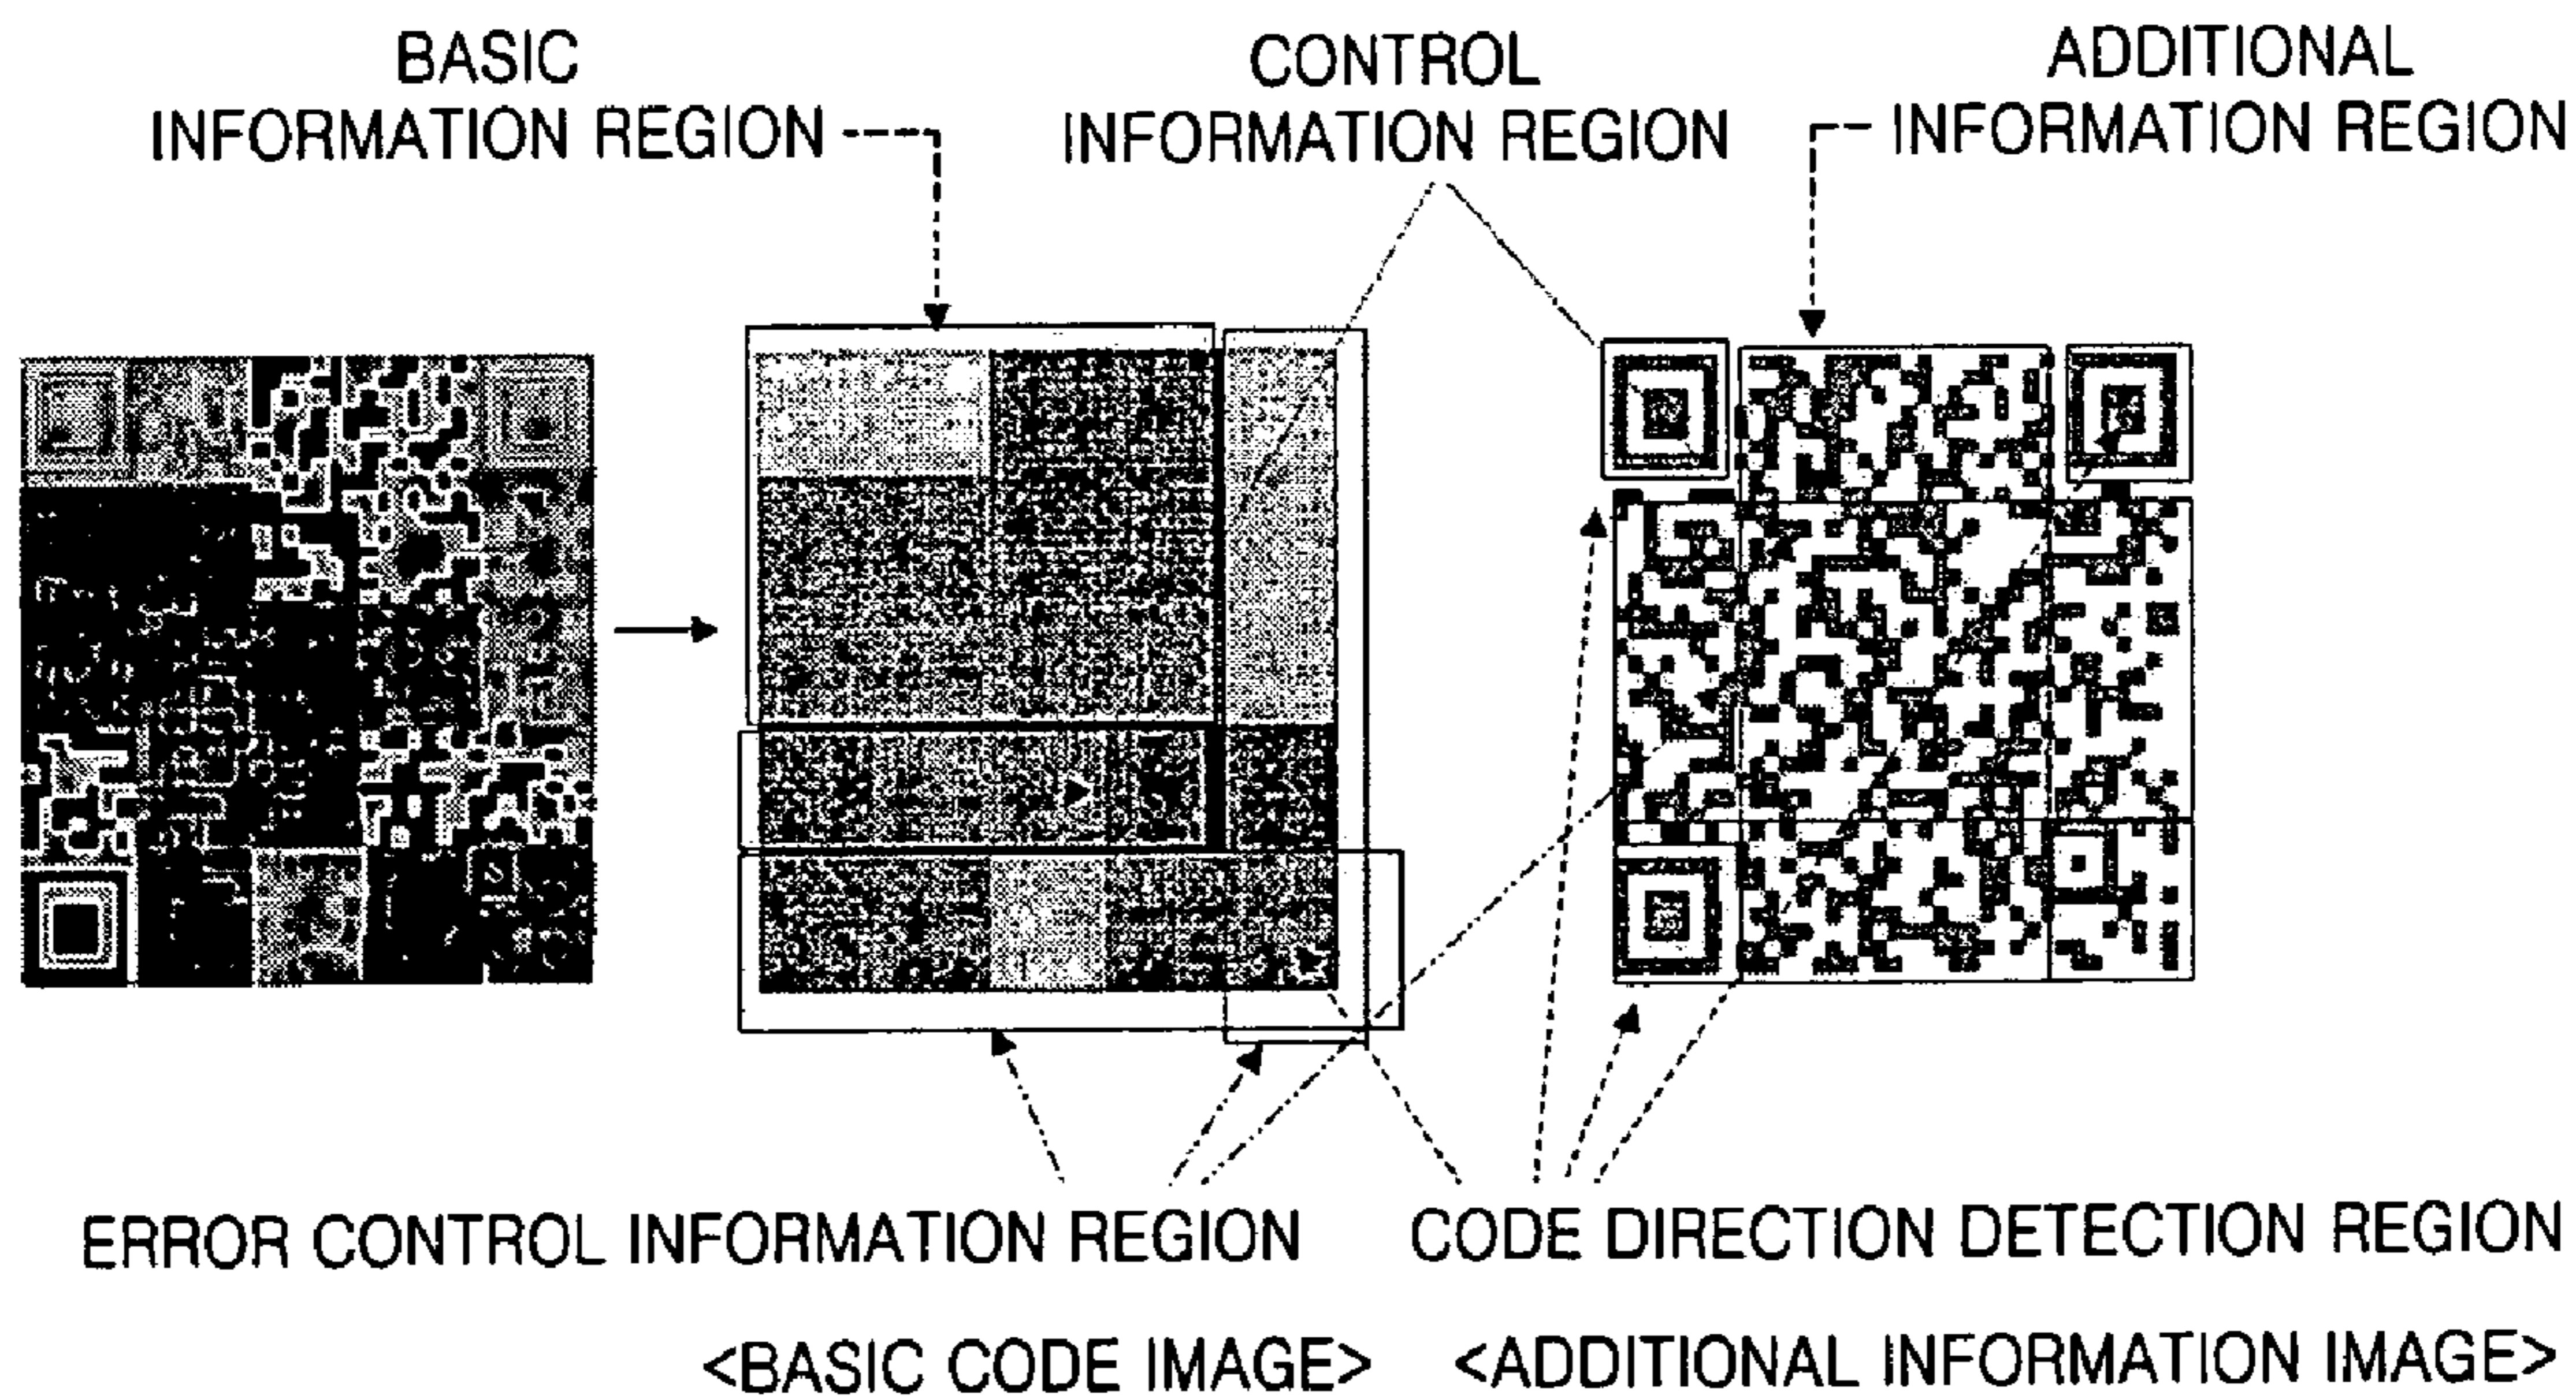 BASIC
INFORMATION REGION
CONTROL
INFORMATION REGION
ADDITIONAL
INFORMATION REGION
ERROR CONTROL INFORMATION REGION
CODE DIRECTION DETECTION REGION
<BASIC CODE IMAGE>
<ADDITIONAL INFORMATION IMAGE>